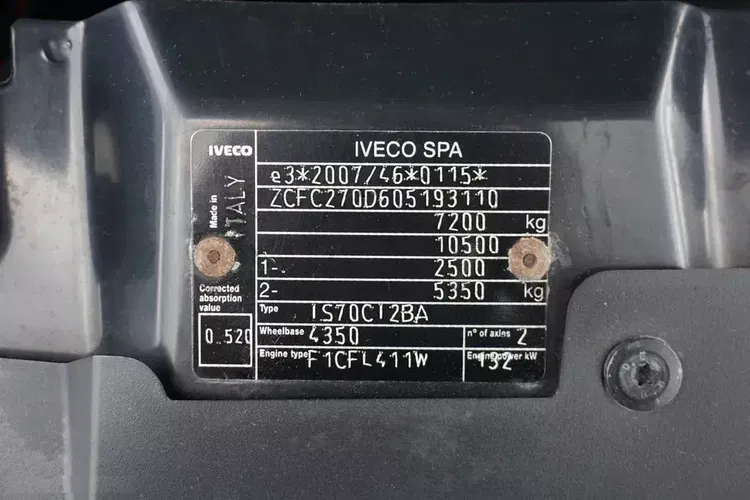 IVECO IVECO SPA
e3*2007/46*0115*
ZCFC270D605193110
7200 kg
10500
1- 2500
2- 5350 kg
Made in ITALY
Corrected absorption value
0.520
Type IS70CI2BA
Wheelbase 4350 n° of axles 2
Engine type F1CFL411W Engine power kW 132